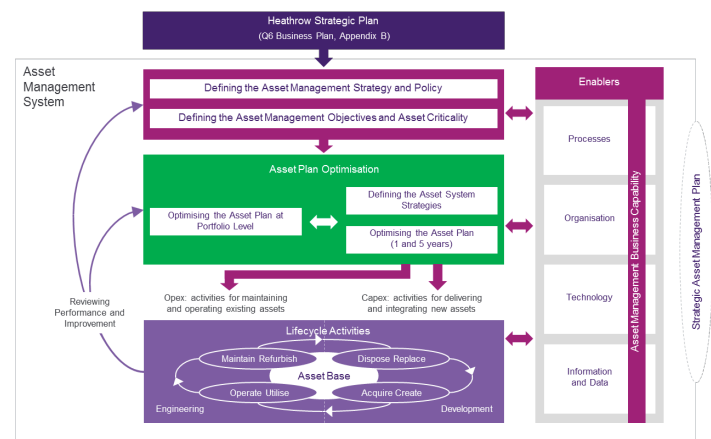 Heathrow Strategic Plan
(Q6 Business Plan, Appendix B)
Asset
Management
System
Defining the Asset Management Strategy and Policy
Defining the Asset Management Objectives and Asset Criticality
Enablers
Asset Plan Optimisation
Defining the Asset System
Strategies
Optimising the Asset Plan at
Portfolio Level
Optimising the Asset Plan
(1 and 5 years)
Processes
Organisation
Technology
Information
and Data
Asset Management Business Capability
Strategic Asset Management Plan
Reviewing
Performance and
Improvement
Opex: activities for maintaining
and operating existing assets
Capex: activities for delivering
and integrating new assets
Lifecycle Activities
Maintain Refurbish
Dispose Replace
Asset Base
Operate Utilise
Acquire Create
Engineering
Development